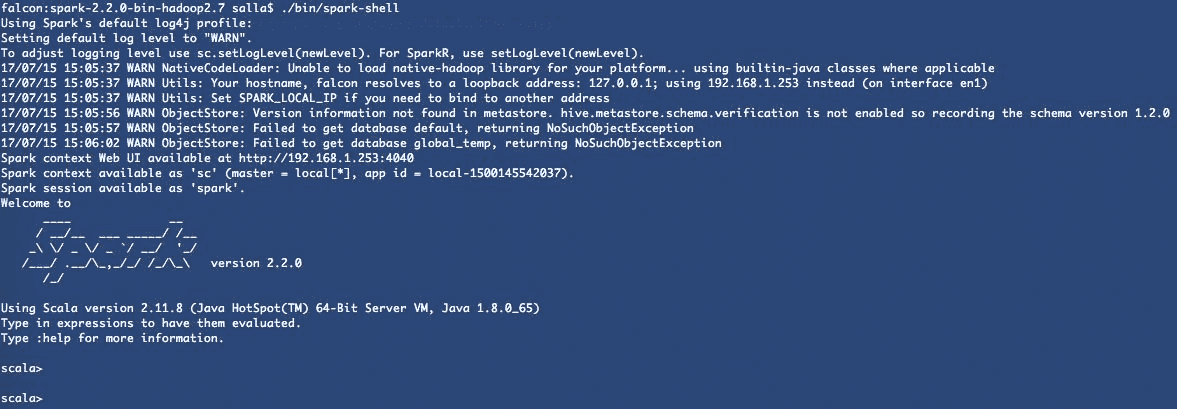 falcon:spark-2.2.0-bin-hadoop2.7 salla$ ./bin/spark-shell
Using Spark's default log4j profile:
Setting default log level to "WARN".
To adjust logging level use sc.setLogLevel(newLevel). For SparkR, use setLogLevel(newLevel).
17/07/15 15:05:37 WARN NativeCodeLoader: Unable to load native-hadoop library for your platform... using builtin-java classes where applicable
17/07/15 15:05:37 WARN Utils: Your hostname, falcon resolves to a loopback address: 127.0.0.1; using 192.168.1.253 instead (on interface en1)
17/07/15 15:05:37 WARN Utils: Set SPARK_LOCAL_IP if you need to bind to another address
17/07/15 15:05:56 WARN ObjectStore: Version information not found in metastore. hive.metastore.schema.verification is not enabled so recording the schema version 1.2.0
17/07/15 15:05:57 WARN ObjectStore: Failed to get database default, returning NoSuchObjectException
17/07/15 15:06:02 WARN ObjectStore: Failed to get database global_temp, returning NoSuchObjectException
Spark context Web UI available at http://192.168.1.253:4040
Spark context available as 'sc' (master = local[*], app id = local-1500145542037).
Spark session available as 'spark'.
Welcome to
      ____              __
     / __/__  ___ _____/ /__
    _\ \/ _ \/ _ `/ __/  '_/
   /___/ .__/\_,_/_/ /_/\_\   version 2.2.0
      /_/
Using Scala version 2.11.8 (Java HotSpot(TM) 64-Bit Server VM, Java 1.8.0_65)
Type in expressions to have them evaluated.
Type :help for more information.
scala>
scala>